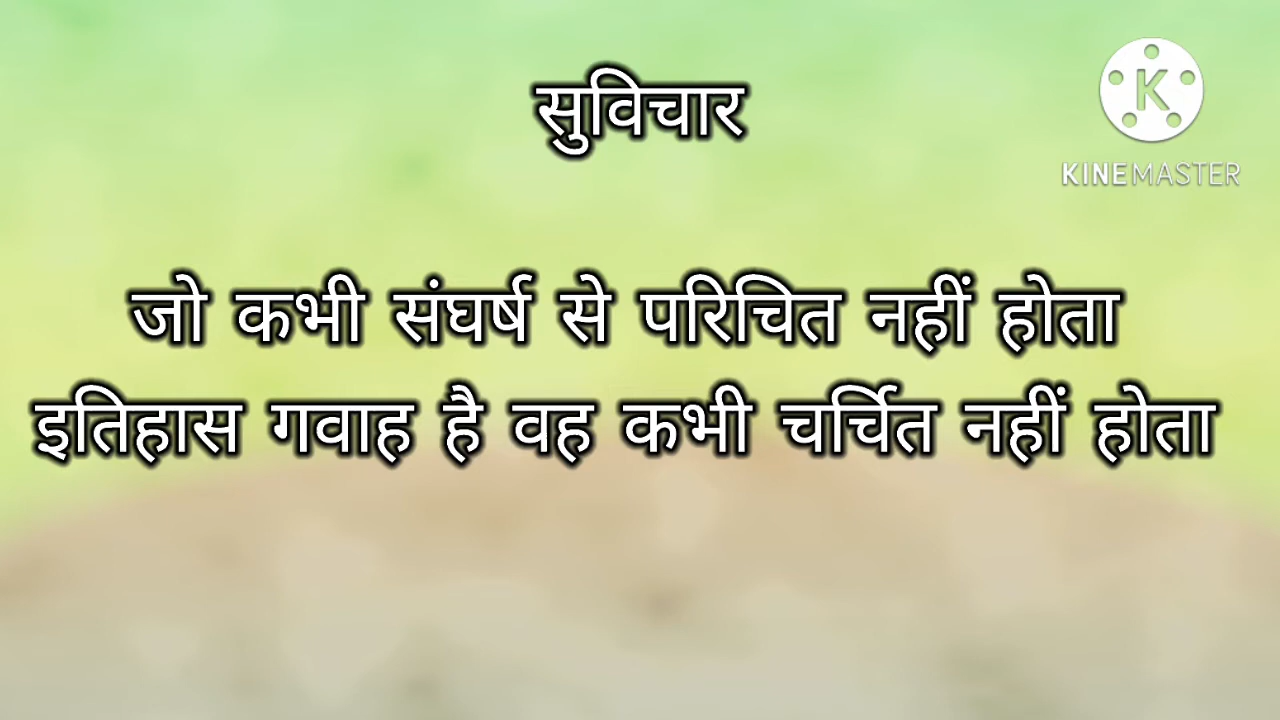 सुविचार
K
KINEMASTER
जो कभी संघर्ष से परिचित नहीं होता
इतिहास गवाह है वह कभी चर्चित नहीं होता